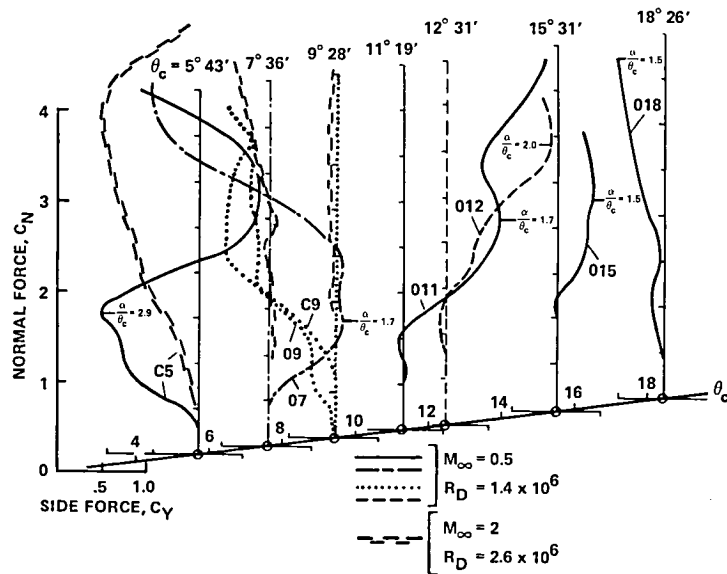 θc = 5° 43′
7° 36′
9° 28′
11° 19′
12° 31′
15° 31′
18° 26′
α/θc = 1.5
018
α/θc = 2.0
012
α/θc = 1.7
α/θc = 1.5
015
011
α/θc = 2.9
C5
C9
09
α/θc = 1.7
07
NORMAL FORCE, CN
4
3
2
1
0
4
6
8
10
12
14
16
18
θc
.5
1.0
SIDE FORCE, CY
M∞ = 0.5
RD = 1.4 x 10⁶
M∞ = 2
RD = 2.6 x 10⁶